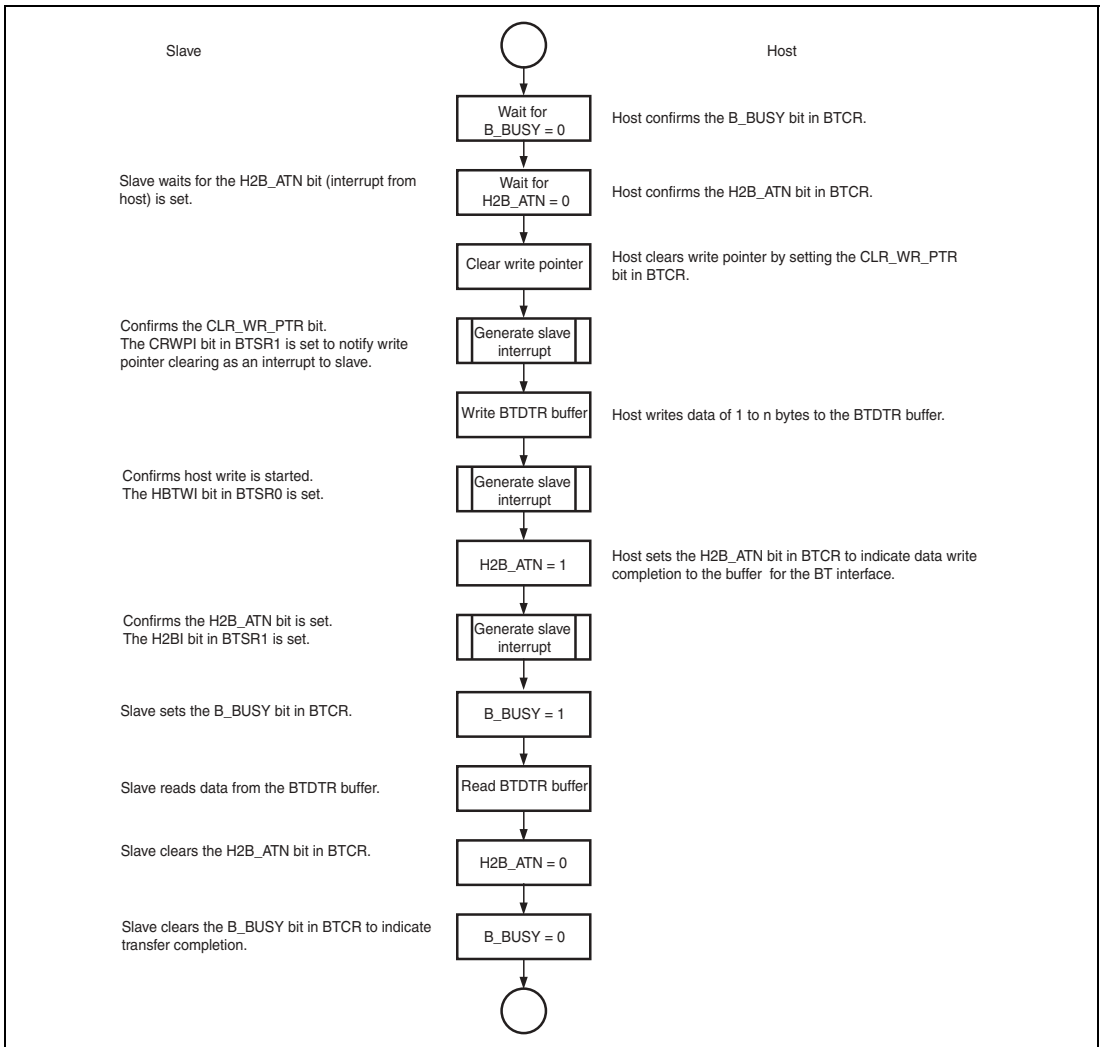 Slave
Host
Wait for
B_BUSY = 0
Host confirms the B_BUSY bit in BTCR.
Slave waits for the H2B_ATN bit (interrupt from
host) is set.
Wait for
H2B_ATN = 0
Host confirms the H2B_ATN bit in BTCR.
Clear write pointer
Host clears write pointer by setting the CLR_WR_PTR
bit in BTCR.
Confirms the CLR_WR_PTR bit.
The CRWPI bit in BTSR1 is set to notify write
pointer clearing as an interrupt to slave.
Generate slave
interrupt
Write BTDTR buffer
Host writes data of 1 to n bytes to the BTDTR buffer.
Confirms host write is started.
The HBTWI bit in BTSR0 is set.
Generate slave
interrupt
H2B_ATN = 1
Host sets the H2B_ATN bit in BTCR to indicate data write
completion to the buffer for the BT interface.
Confirms the H2B_ATN bit is set.
The H2BI bit in BTSR1 is set.
Generate slave
interrupt
Slave sets the B_BUSY bit in BTCR.
B_BUSY = 1
Slave reads data from the BTDTR buffer.
Read BTDTR buffer
Slave clears the H2B_ATN bit in BTCR.
H2B_ATN = 0
Slave clears the B_BUSY bit in BTCR to indicate
transfer completion.
B_BUSY = 0